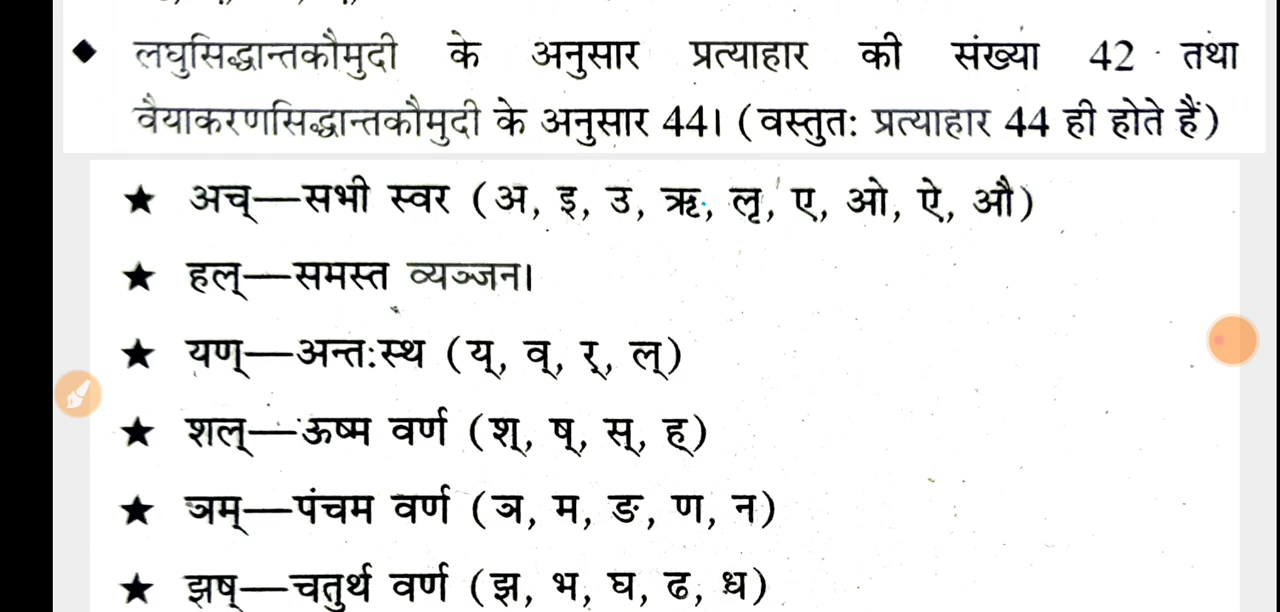 ◆ लघुसिद्धान्तकौमुदी के अनुसार प्रत्याहार की संख्या 42 तथा
वैयाकरणसिद्धान्तकौमुदी के अनुसार 44। (वस्तुतः प्रत्याहार 44 ही होते हैं)
★ अच्—सभी स्वर (अ, इ, उ, ऋ, लृ, ए, ओ, ऐ, औ)
★ हल्—समस्त व्यञ्जन।
★ यण्—अन्तःस्थ (य्, व्, र्, ल्)
★ शल्—ऊष्म वर्ण (श्, ष्, स्, ह्)
★ ञम्—पंचम वर्ण (ञ, म, ङ, ण, न)
★ झष्—चतुर्थ वर्ण (झ, भ, घ, ढ, ध)